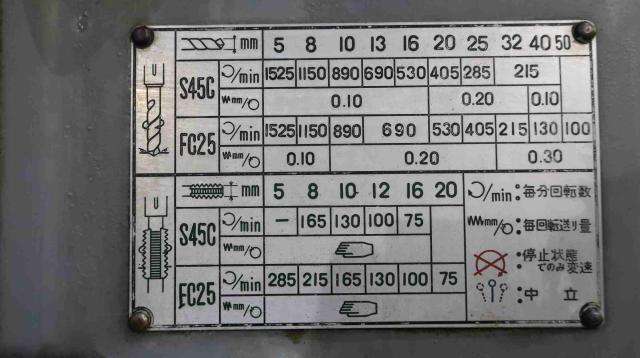 mm 5 8 10 13 16 20 25 32 40 50
S45C /min 1525 1150 890 690 530 405 285 215
mm/ 0.10 0.20 0.10
FC25 /min 1525 1150 890 690 530 405 215 130 100
mm/ 0.10 0.20 0.30
mm 5 8 10 12 16 20
S45C /min - 165 130 100 75
mm/
FC25 /min 285 215 165 130 100 75
mm/
/min:毎分回転数
mm/:毎回転送り量
:停止状態
でのみ変速
:中立